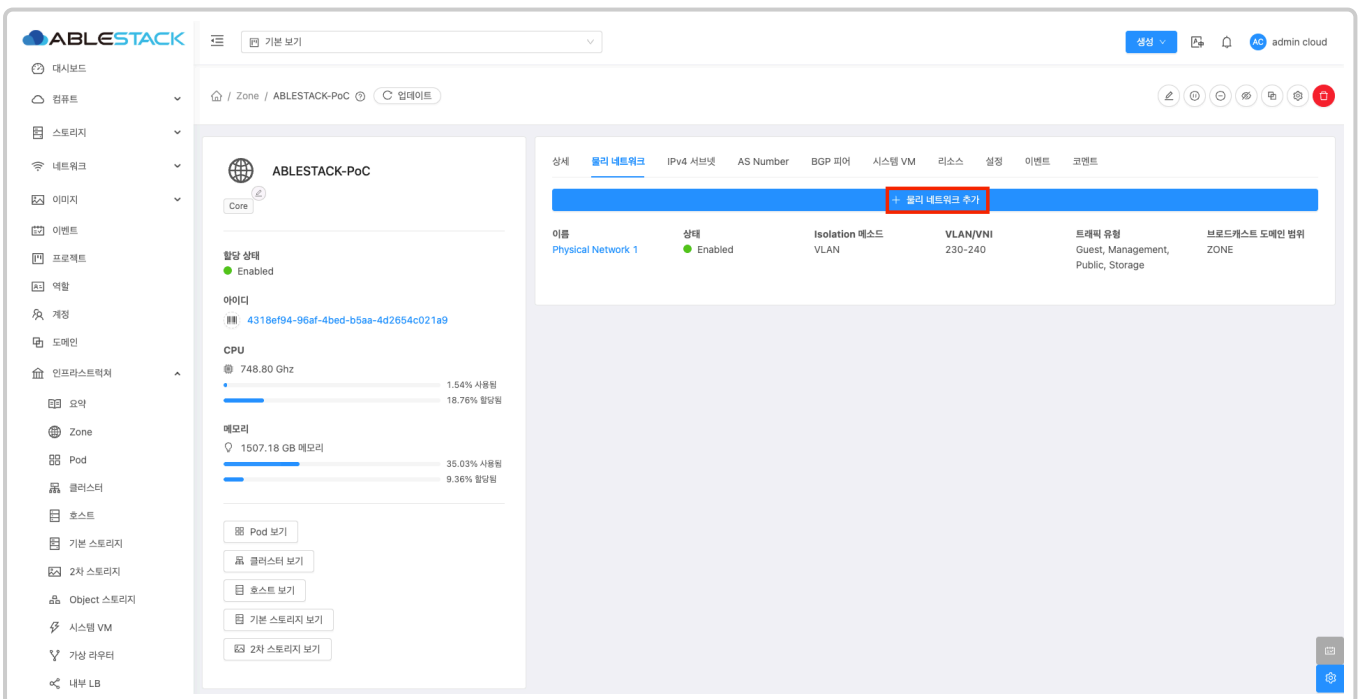 ABLESTACK
기본 보기
생성
AC
admin cloud
대시보드
컴퓨트
스토리지
네트워크
이미지
이벤트
프로젝트
역할
계정
도메인
인프라스트럭쳐
요약
Zone
Pod
클러스터
호스트
기본 스토리지
2차 스토리지
Object 스토리지
시스템 VM
가상 라우터
내부 LB
/ Zone / ABLESTACK-PoC
업데이트
ABLESTACK-PoC
Core
할당 상태
Enabled
아이디
4318ef94-96af-4bed-b5aa-4d2654c021a9
CPU
748.80 Ghz
1.54% 사용됨
18.76% 할당됨
메모리
1507.18 GB 메모리
35.03% 사용됨
9.36% 할당됨
Pod 보기
클러스터 보기
호스트 보기
기본 스토리지 보기
2차 스토리지 보기
상세 물리 네트워크 IPv4 서브넷 AS Number BGP 피어 시스템 VM 리소스 설정 이벤트 코멘트
+ 물리 네트워크 추가
이름 상태 Isolation 메소드 VLAN/VNI 트래픽 유형 브로드캐스트 도메인 범위
Physical Network 1 Enabled VLAN 230-240 Guest, Management, ZONE
Public, Storage